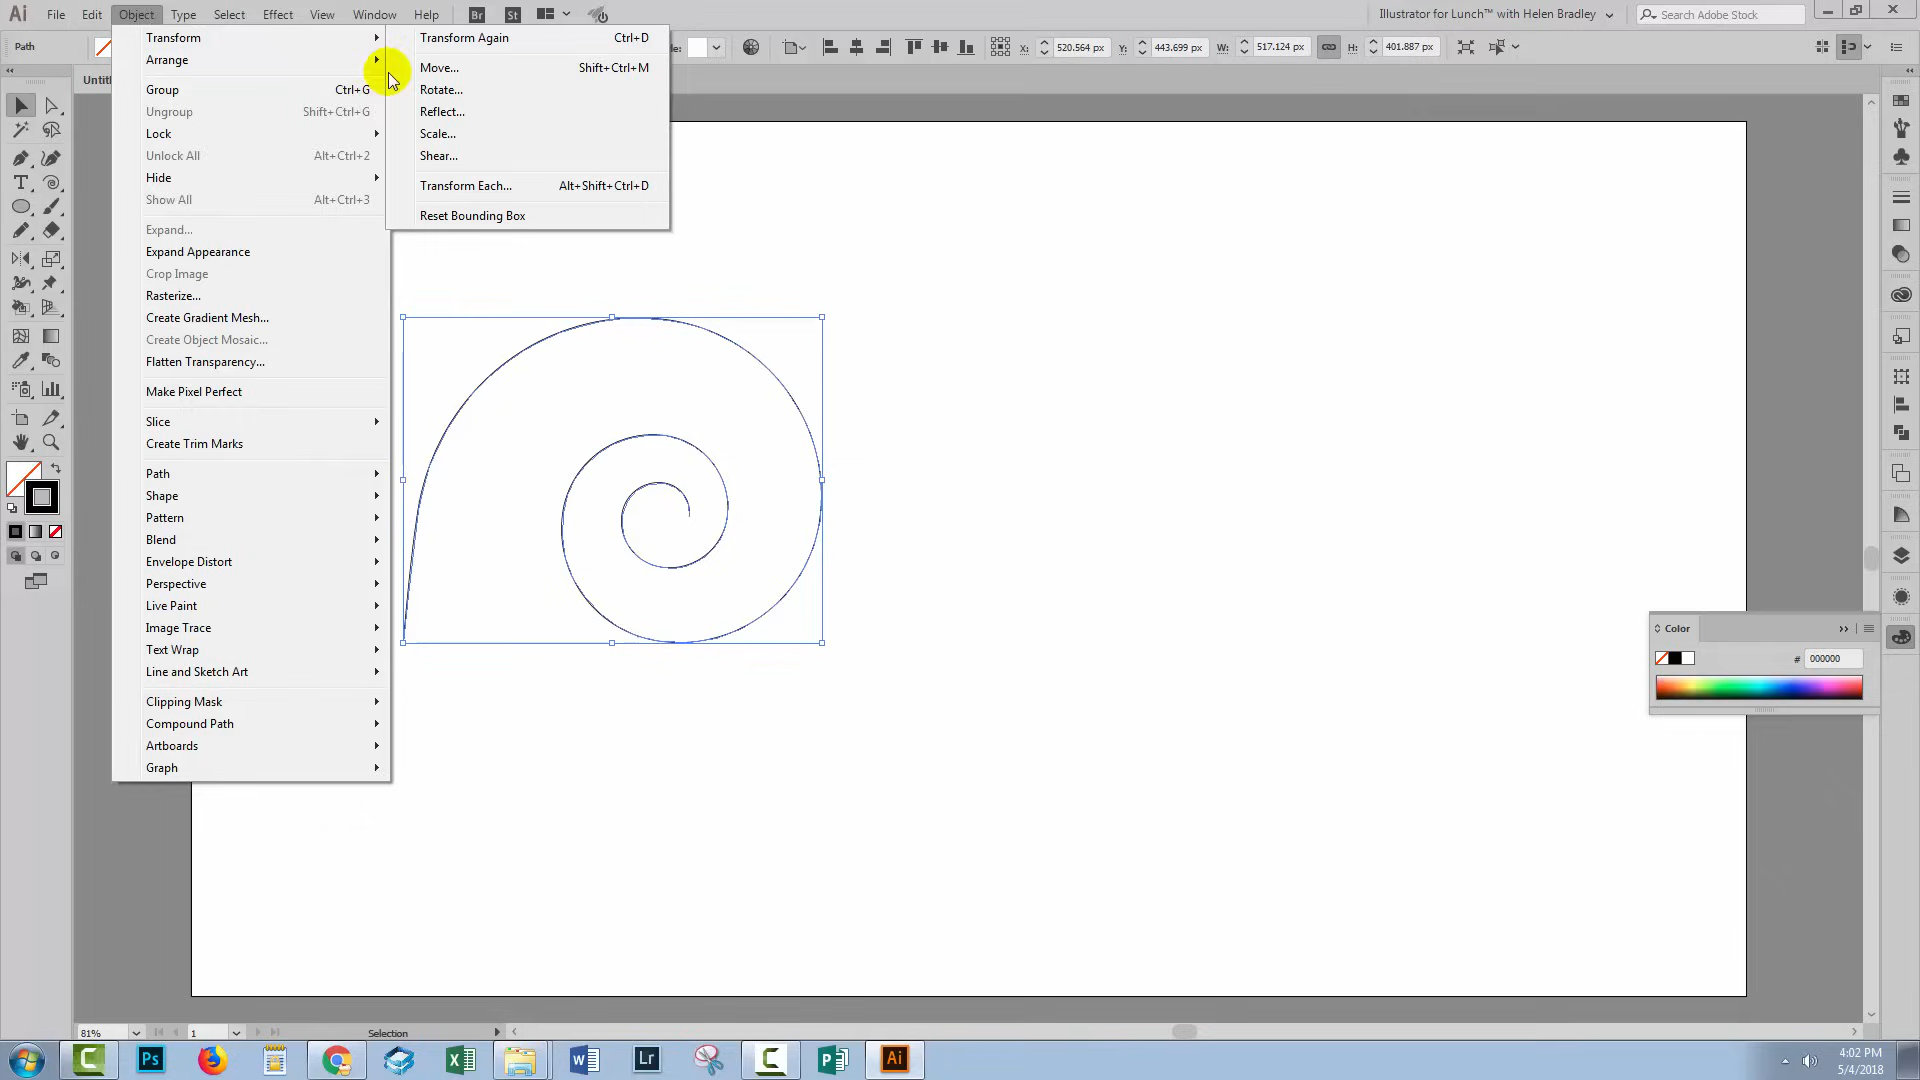 Ai File Edit Object Type Select Effect View Window Help Br St Illustrator for Lunch™ with Helen Bradley Search Adobe Stock
Path X: 520.564 px Y: 443.699 px W: 517.124 px H: 401.887 px
Transform
Arrange
Group Ctrl+G
Ungroup Shift+Ctrl+G
Lock
Unlock All Alt+Ctrl+2
Hide
Show All Alt+Ctrl+3
Expand...
Expand Appearance
Crop Image
Rasterize...
Create Gradient Mesh...
Create Object Mosaic...
Flatten Transparency...
Make Pixel Perfect
Slice
Create Trim Marks
Path
Shape
Pattern
Blend
Envelope Distort
Perspective
Live Paint
Image Trace
Text Wrap
Line and Sketch Art
Clipping Mask
Compound Path
Artboards
Graph
Transform Again Ctrl+D
Move... Shift+Ctrl+M
Rotate...
Reflect...
Scale...
Shear...
Transform Each... Alt+Shift+Ctrl+D
Reset Bounding Box
Color
# 000000
81% 1 Selection
Ps Lr Ai
4:02 PM
5/4/2018